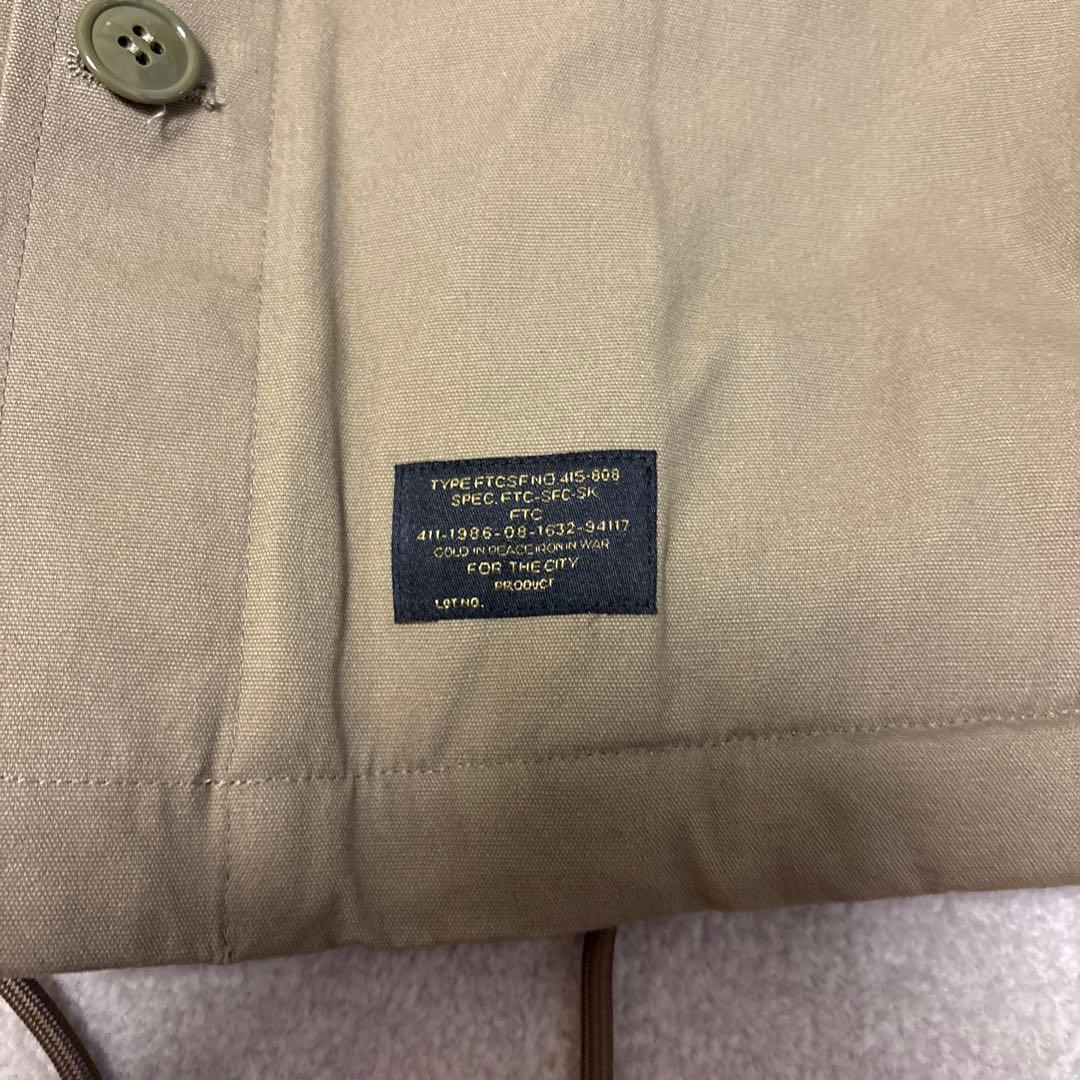 TYPE FTCSF NO. 415-808
SPEC. FTC-SFC-SK
FTC
411-1986-08-1632-94117
GOLD IN PEACE IRON IN WAR
FOR THE CITY
PRODUCT
LOT NO.